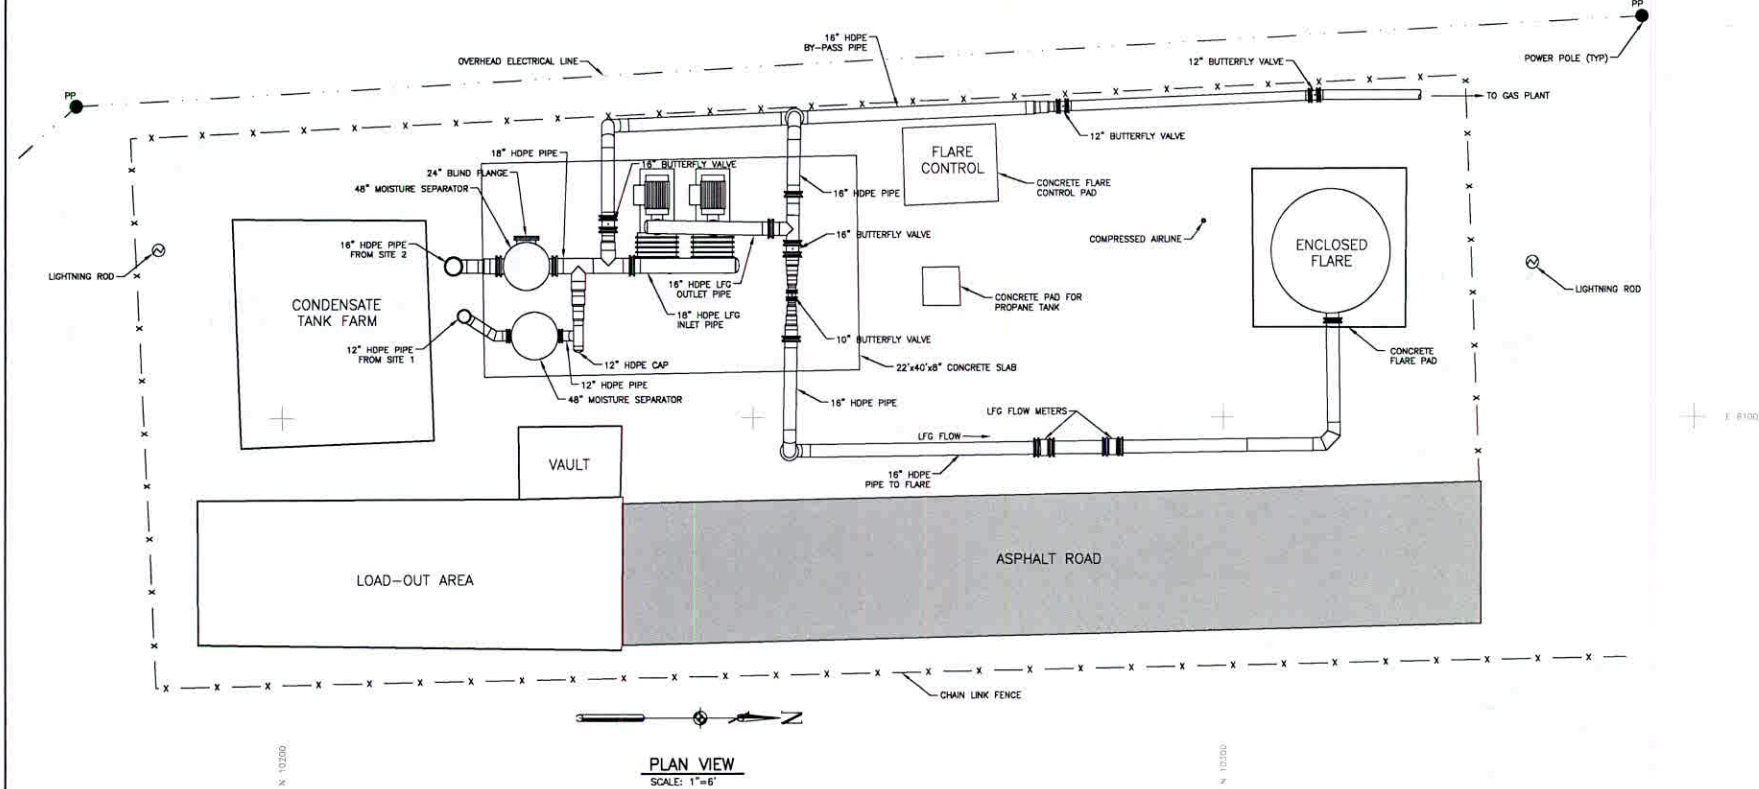 PP
16" HDPE
BY-PASS PIPE
OVERHEAD ELECTRICAL LINE
12" BUTTERFLY VALVE
POWER POLE (TYP)
PP
TO GAS PLANT
12" BUTTERFLY VALVE
18" HDPE PIPE
16" BUTTERFLY VALVE
24" BLIND FLANGE
48" MOISTURE SEPARATOR
FLARE
CONTROL
CONCRETE FLARE
CONTROL PAD
16" HDPE PIPE
16" HDPE PIPE
FROM SITE 2
LIGHTNING ROD
16" BUTTERFLY VALVE
COMPRESSED AIRLINE
ENCLOSED
FLARE
LIGHTNING ROD
CONDENSATE
TANK FARM
16" HDPE LFG
OUTLET PIPE
18" HDPE LFG
INLET PIPE
CONCRETE PAD FOR
PROPANE TANK
12" HDPE PIPE
FROM SITE 1
10" BUTTERFLY VALVE
CONCRETE
FLARE PAD
12" HDPE CAP
22'x40'x8" CONCRETE SLAB
12" HDPE PIPE
48" MOISTURE SEPARATOR
16" HDPE PIPE
LFG FLOW METERS
E 8100
LFG FLOW
VAULT
16" HDPE
PIPE TO FLARE
LOAD-OUT AREA
ASPHALT ROAD
CHAIN LINK FENCE
N
N 10200
N 10300
PLAN VIEW
SCALE: 1"=6'